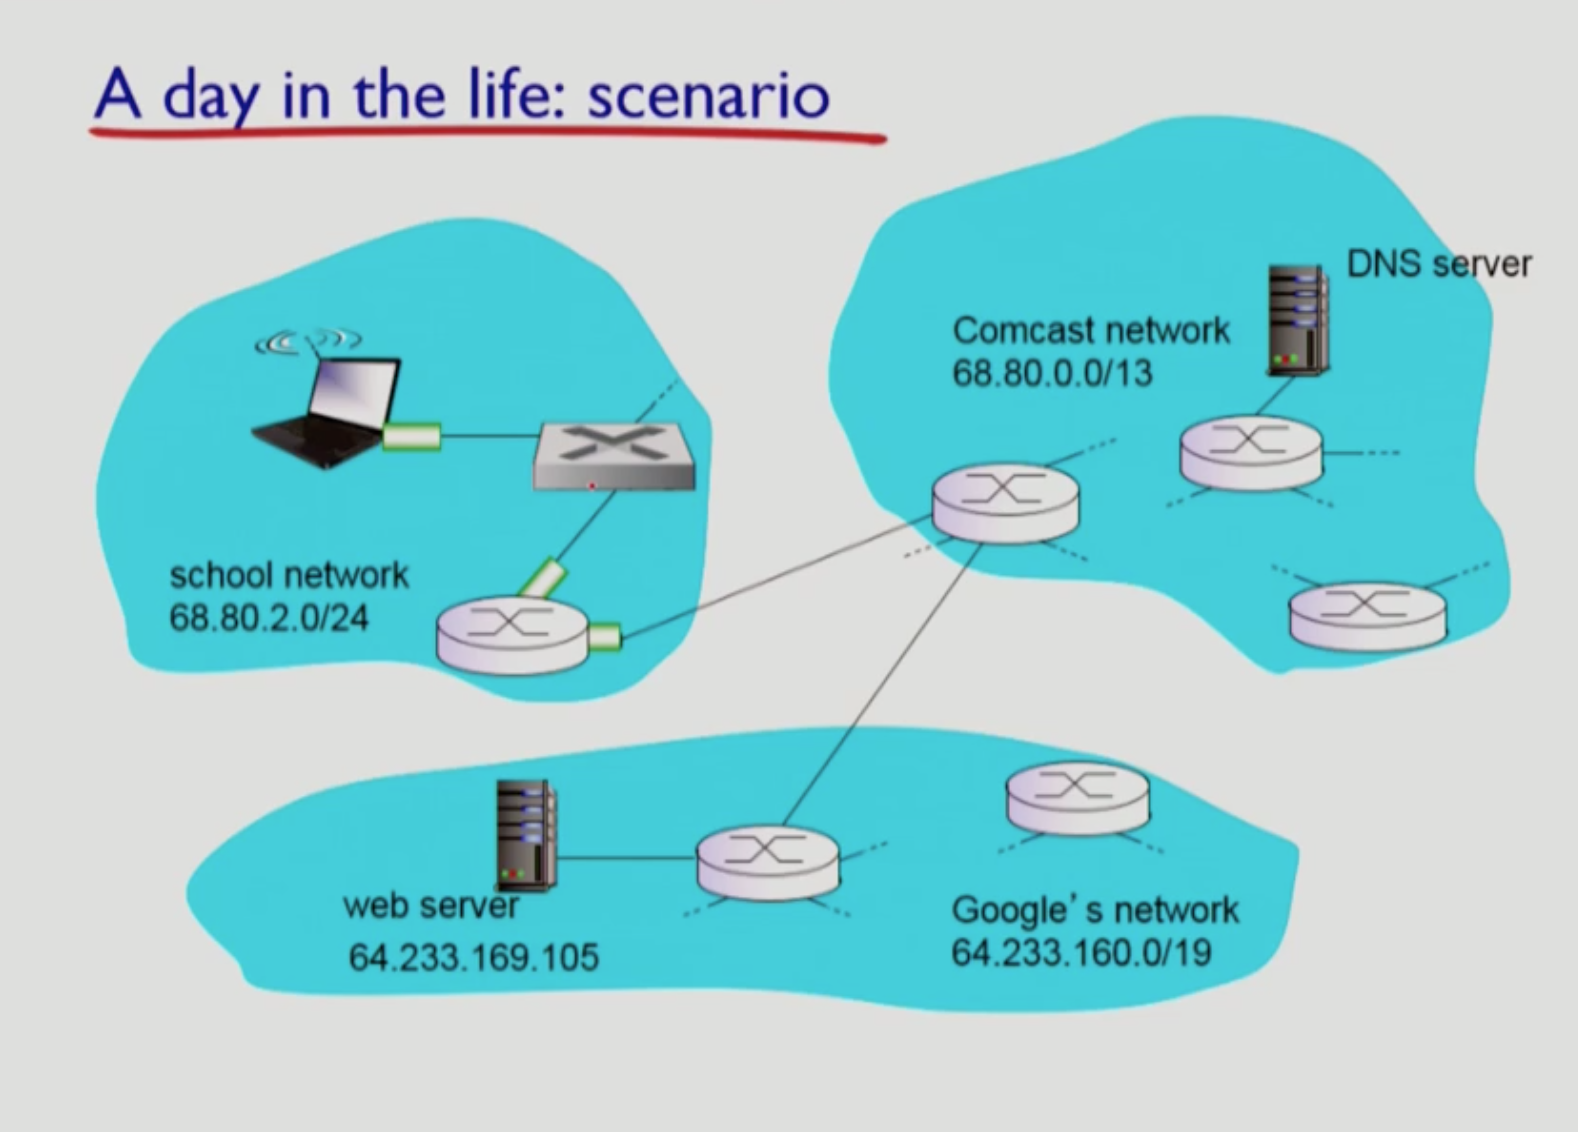 A day in the life: scenario
DNS server
Comcast network
68.80.0.0/13
school network
68.80.2.0/24
web server
64.233.169.105
Google’ s network
64.233.160.0/19